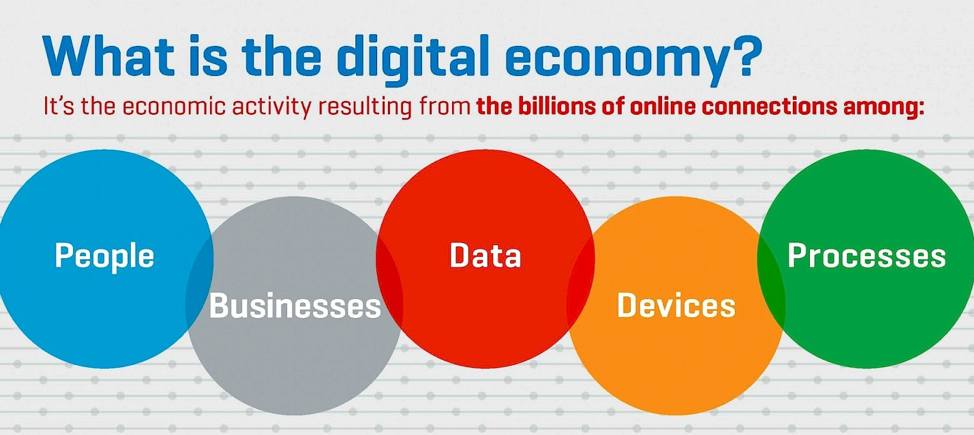 What is the digital economy?
It's the economic activity resulting from the billions of online connections among:
People
Businesses
Data
Devices
Processes